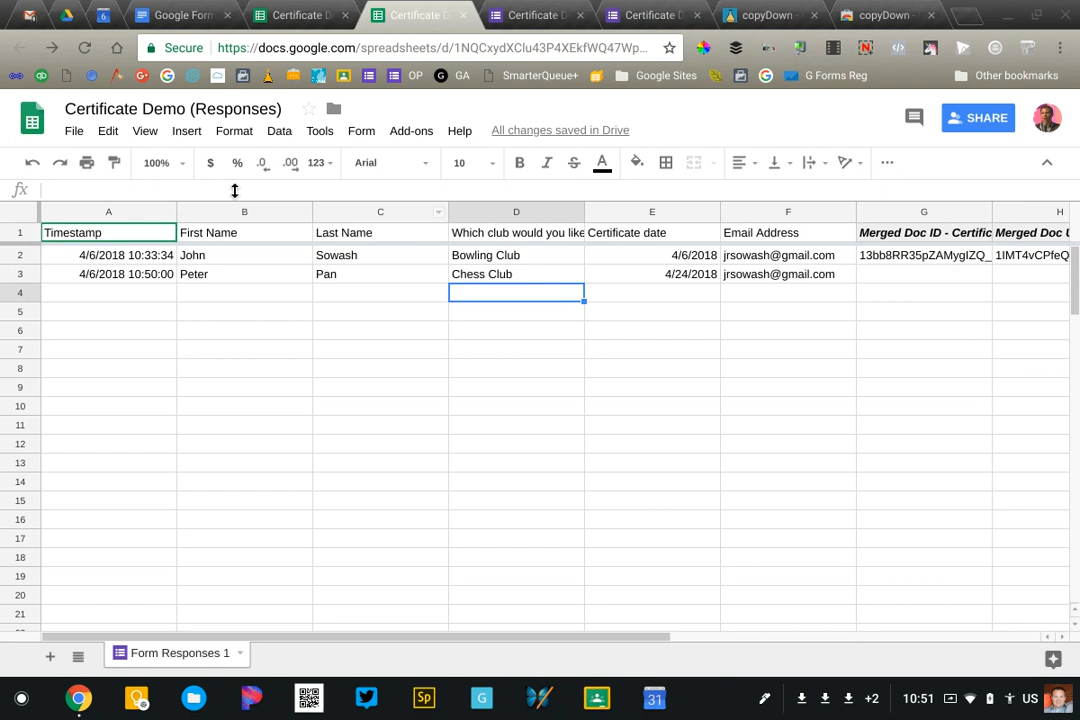 Google Form
Certificate D
Certificate D
Certificate D
Certificate D
copyDown -
copyDown -
Secure
https://docs.google.com/spreadsheets/d/1NQCxydXClu43P4XEkfWQ47Wp...
OP
GA
SmarterQueue+
Google Sites
G Forms Reg
Other bookmarks
Certificate Demo (Responses)
SHARE
File Edit View Insert Format Data Tools Form Add-ons Help All changes saved in Drive
100% $ % .0 .00 123 Arial 10 B I S A
fx
A B C D E F G H
1 Timestamp First Name Last Name Which club would you like Certificate date Email Address Merged Doc ID - Certific Merged Doc U
2 4/6/2018 10:33:34 John Sowash Bowling Club 4/6/2018 jrsowash@gmail.com 13bb8RR35pZAMygIZQ_ 1IMT4vCPfeQ
3 4/6/2018 10:50:00 Peter Pan Chess Club 4/24/2018 jrsowash@gmail.com
4
5
6
7
8
9
10
11
12
13
14
15
16
17
18
19
20
21
Form Responses 1
Sp
G
31
+2
10:51
US